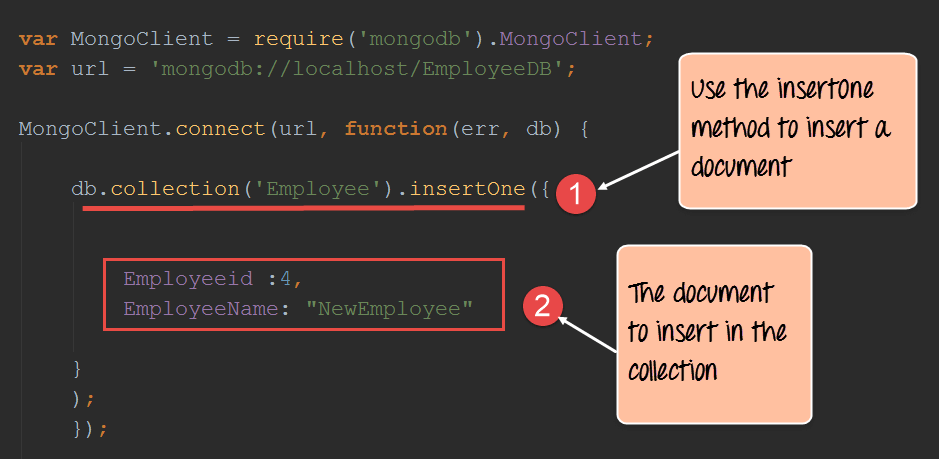 var MongoClient = require('mongodb').MongoClient;
var url = 'mongodb://localhost/EmployeeDB';
MongoClient.connect(url, function(err, db) {
db.collection('Employee').insertOne({
1
Use the insertOne
method to insert a
document
Employeeid :4,
EmployeeName: "NewEmployee"
2
The document
to insert in the
collection
}
);
});